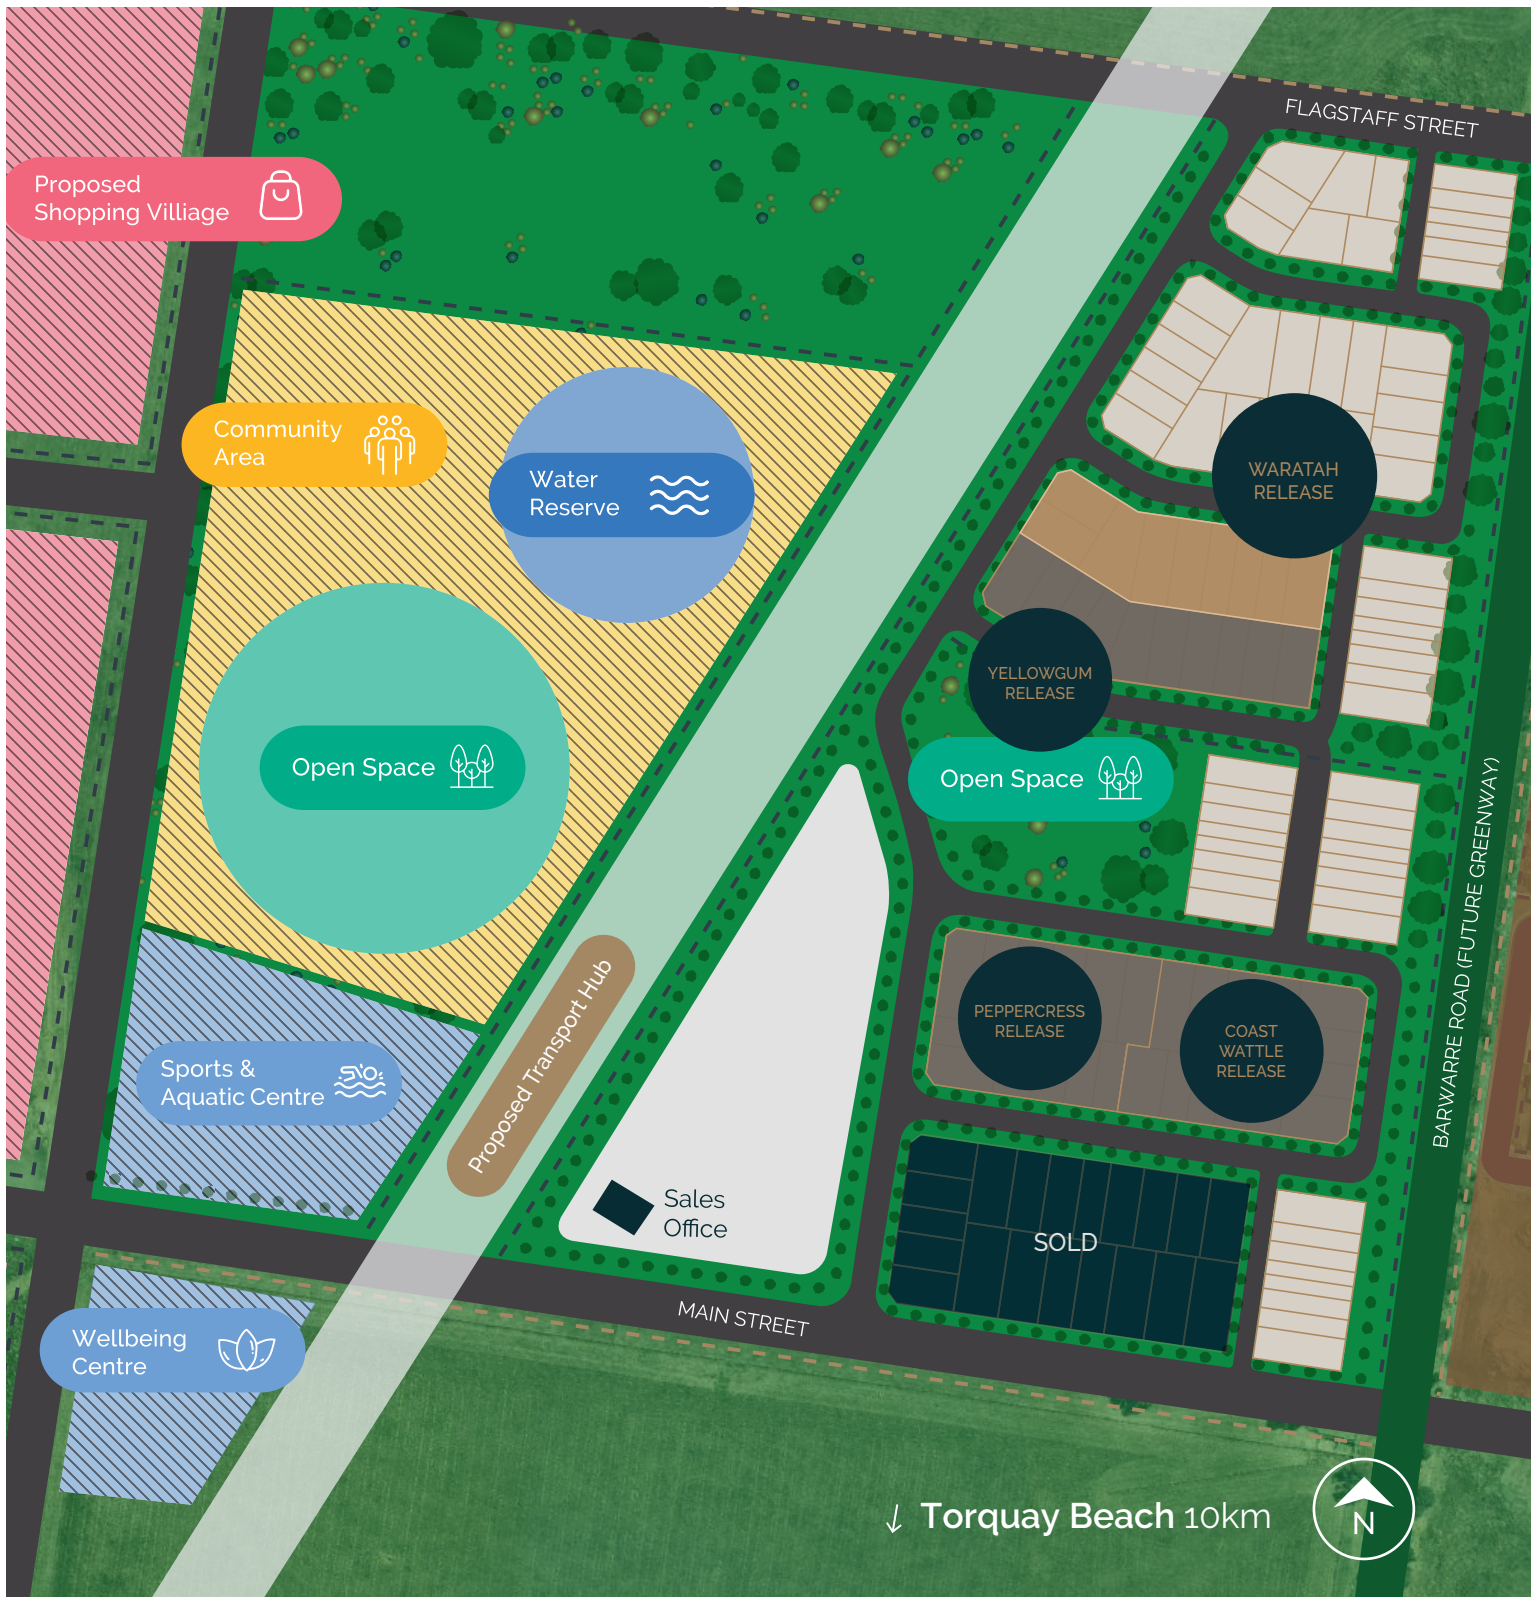 FLAGSTAFF STREET
Proposed
Shopping Villiage
Community
Area
Water
Reserve
WARATAH
RELEASE
YELLOWGUM
RELEASE
Open Space
Open Space
BARWARRE ROAD (FUTURE GREENWAY)
Proposed Transport Hub
PEPPERCRESS
RELEASE
COAST
WATTLE
RELEASE
Sports &
Aquatic Centre
Sales
Office
SOLD
MAIN STREET
Wellbeing
Centre
↓ Torquay Beach 10km
N